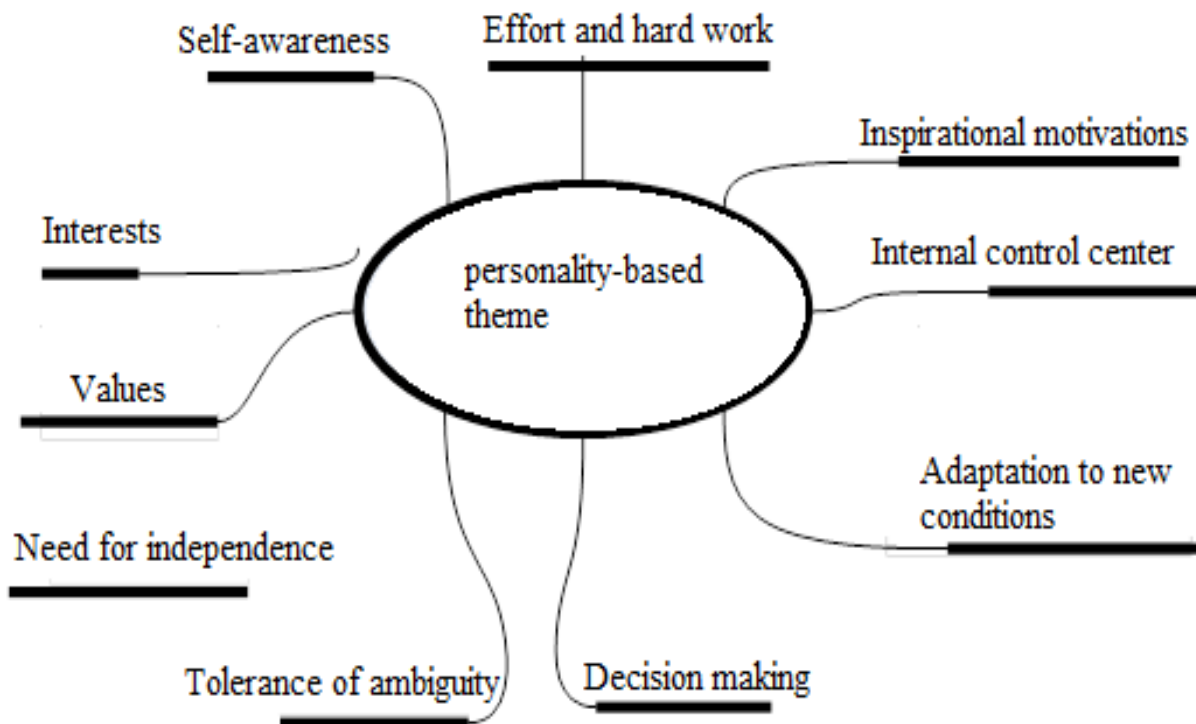 Effort and hard work
Self-awareness
Inspirational motivations
Interests
Internal control center
personality-based
theme
Values
Adaptation to new
conditions
Need for independence
Tolerance of ambiguity
Decision making